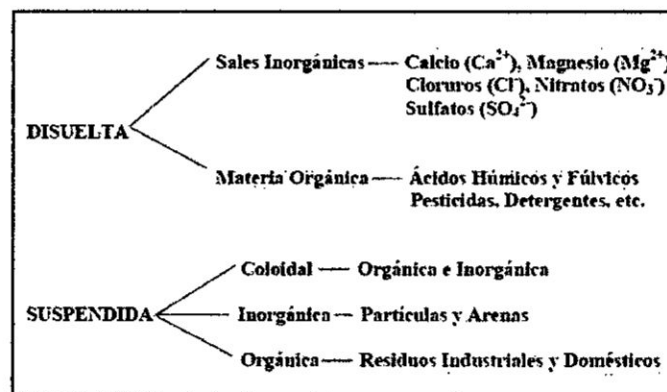 Sales Inorgánicas — Calcio (Ca²⁺), Magnesio (Mg²⁺)
Cloruros (Cl⁻), Nitratos (NO₃⁻)
Sulfatos (SO₄²⁻)
DISUELTA
Materia Orgánica — Ácidos Húmicos y Fúlvicos
Pesticidas, Detergentes, etc.
Coloidal — Orgánica e Inorgánica
SUSPENDIDA
Inorgánica — Partículas y Arenas
Orgánica — Residuos Industriales y Domésticos